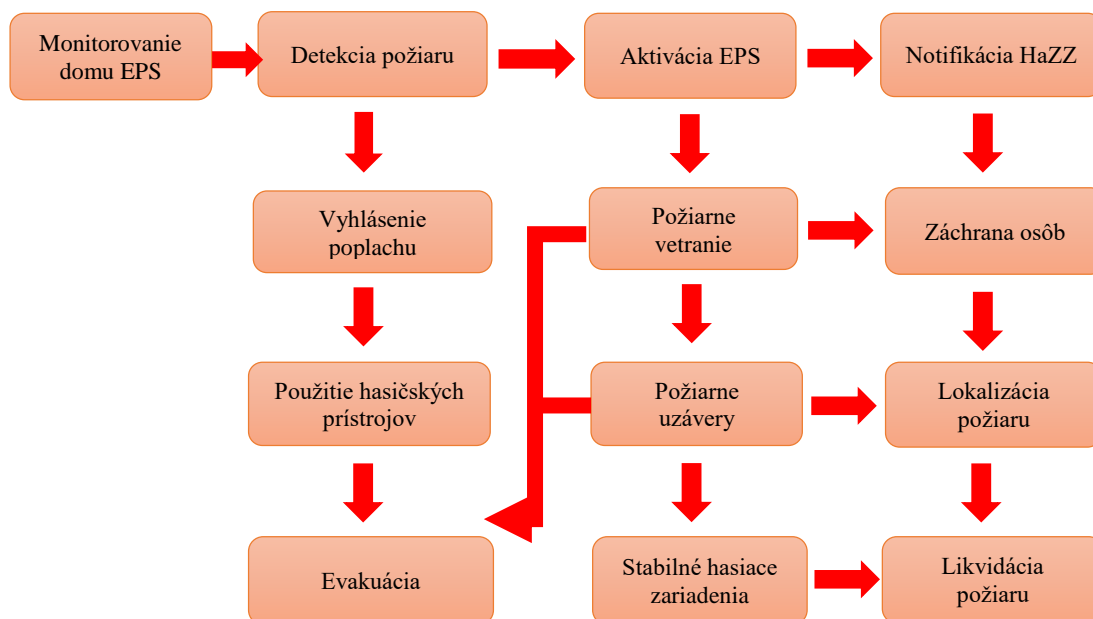 Monitorovanie
domu EPS
Detekcia požiaru
Aktivácia EPS
Notifikácia HaZZ
Vyhlásenie
poplachu
Požiarne
vetranie
Záchrana osôb
Použitie hasičských
prístrojov
Požiarne
uzávery
Lokalizácia
požiaru
Evakuácia
Stabilné hasiace
zariadenia
Likvidácia
požiaru